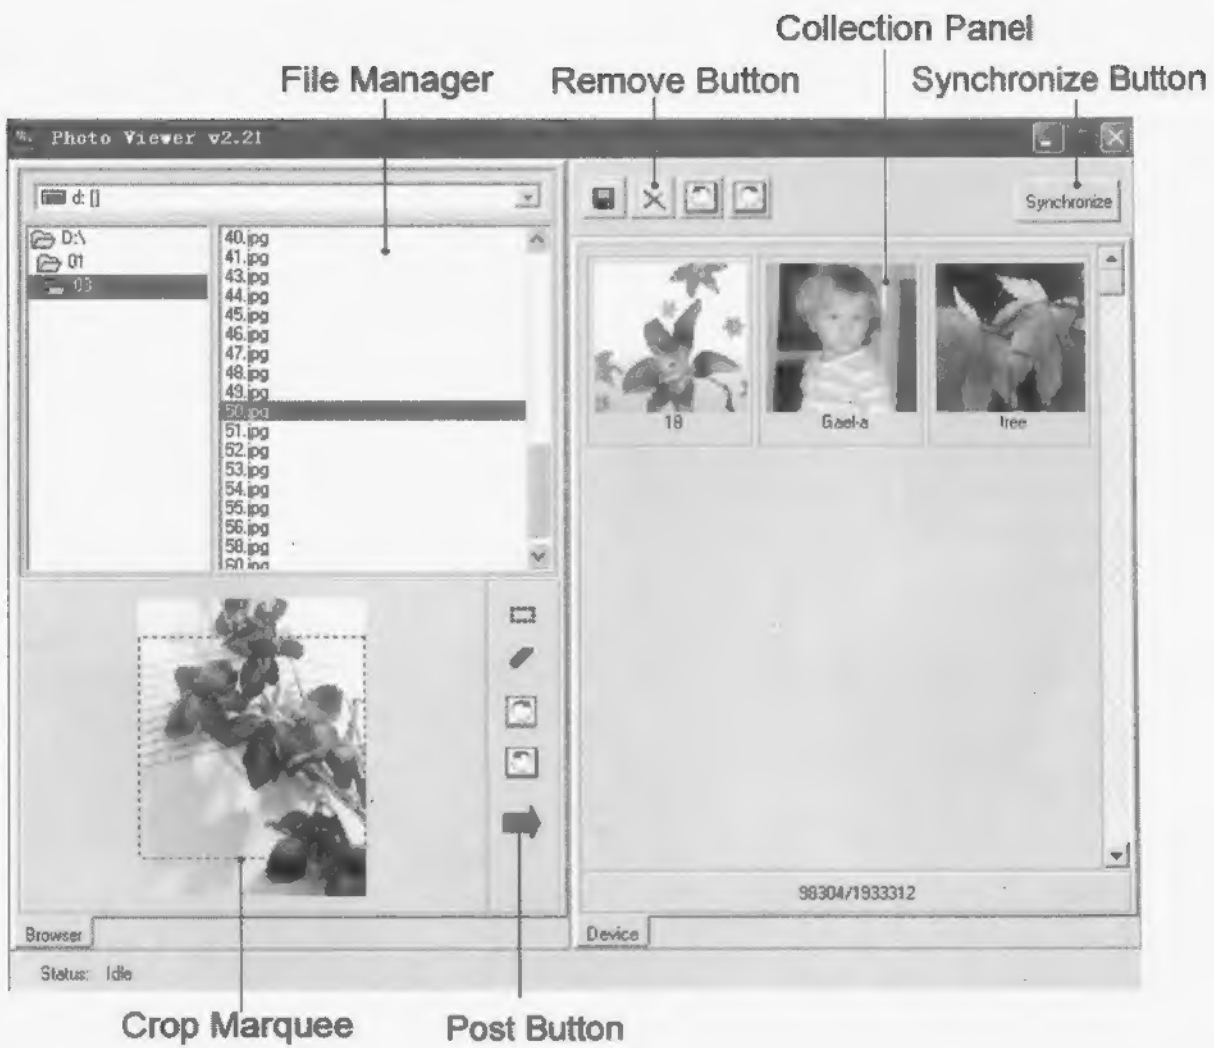 Collection Panel
File Manager
Remove Button
Synchronize Button
Photo Viewer v2.21
d: []
Synchronize
D:\
01
03
40.jpg
41.jpg
43.jpg
44.jpg
45.jpg
46.jpg
47.jpg
48.jpg
49.jpg
50.jpg
51.jpg
52.jpg
53.jpg
54.jpg
55.jpg
56.jpg
58.jpg
60.jpg
18
Gael-a
tree
98304/1933312
Browser
Device
Status: Idle
Crop Marquee
Post Button